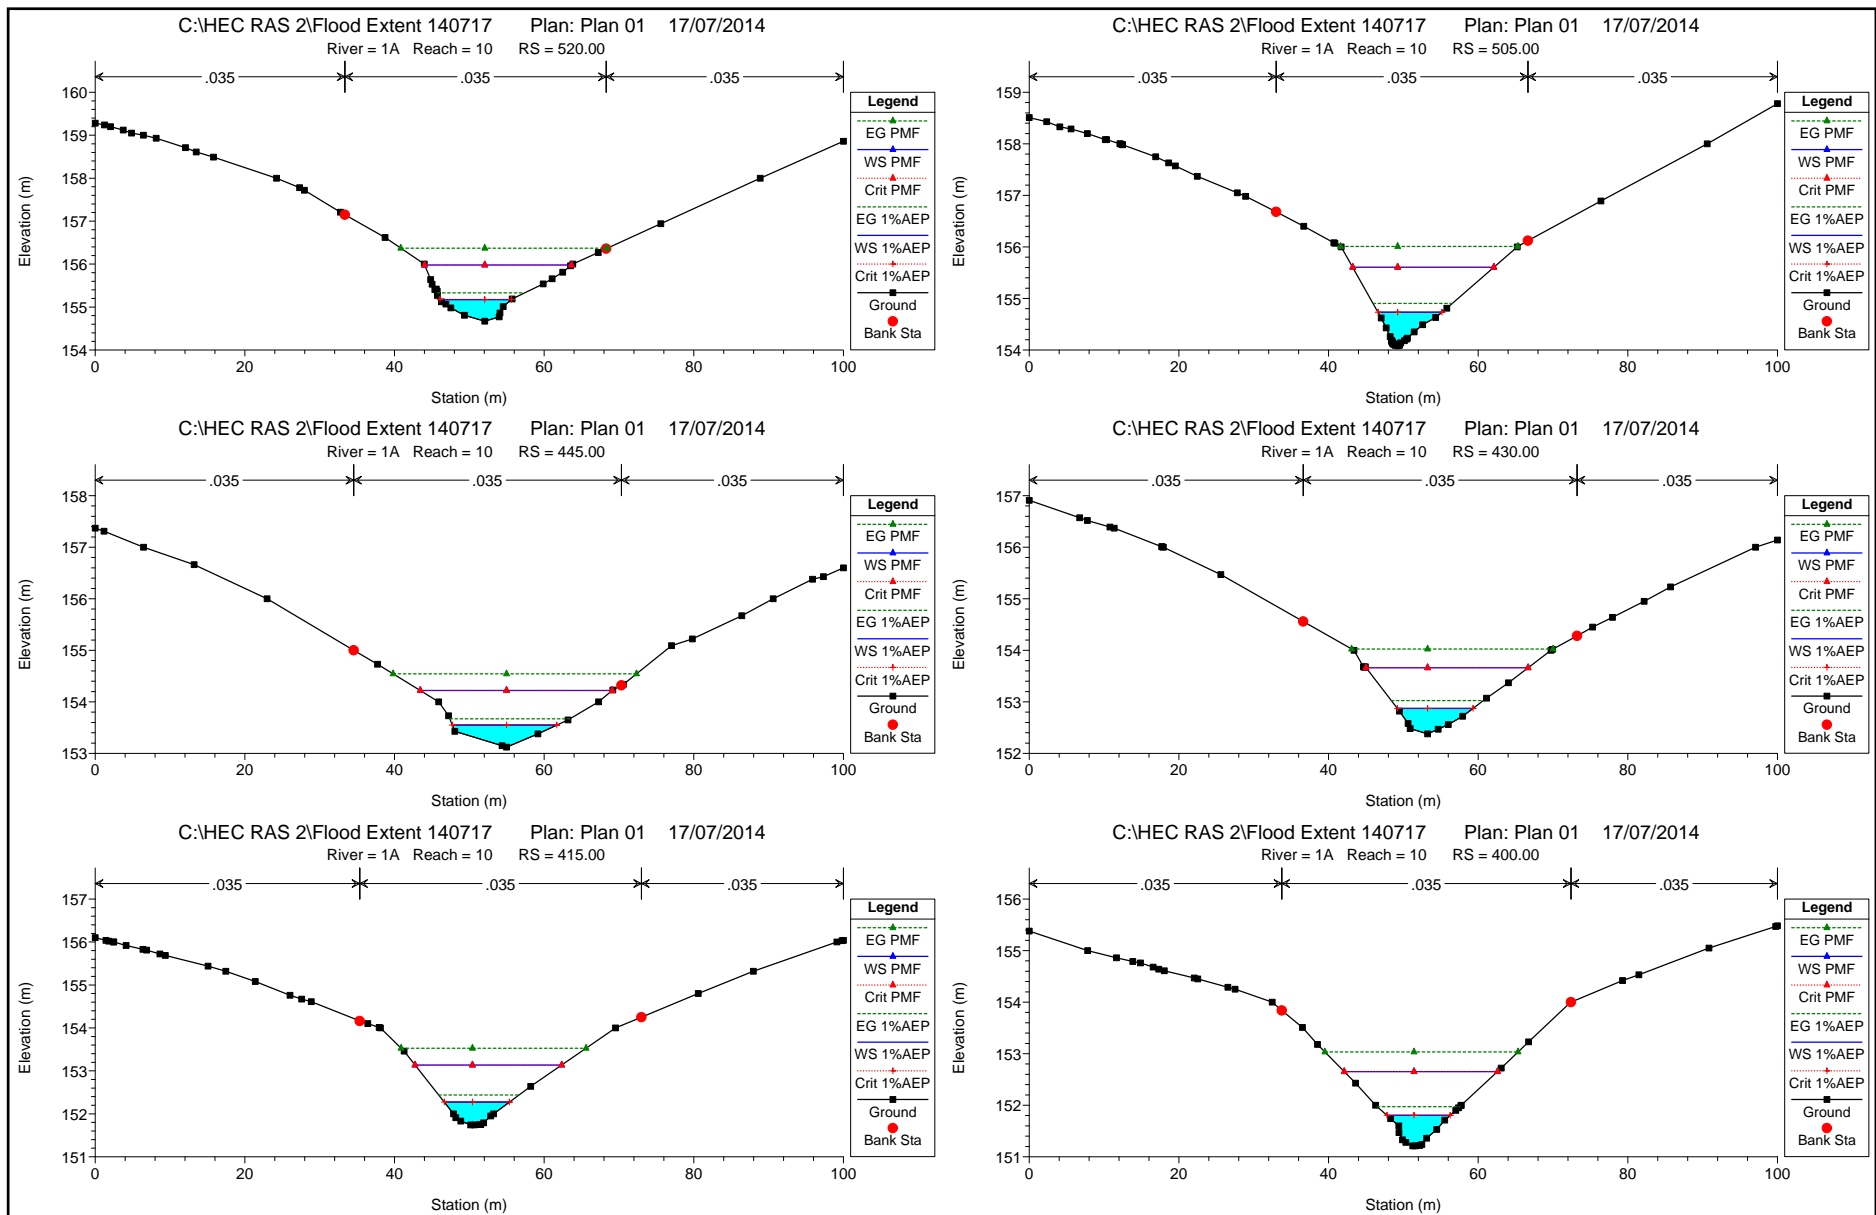 C:\HEC RAS 2\Flood Extent 140717 Plan: Plan 01 17/07/2014
River = 1A Reach = 10 RS = 520.00
.035 .035 .035
160
159
158
157
156
155
154
Elevation (m)
0 20 40 60 80 100
Station (m)
Legend
EG PMF
WS PMF
Crit PMF
EG 1%AEP
WS 1%AEP
Crit 1%AEP
Ground
Bank Sta
C:\HEC RAS 2\Flood Extent 140717 Plan: Plan 01 17/07/2014
River = 1A Reach = 10 RS = 505.00
.035 .035 .035
159
158
157
156
155
154
Elevation (m)
0 20 40 60 80 100
Station (m)
Legend
EG PMF
WS PMF
Crit PMF
EG 1%AEP
WS 1%AEP
Crit 1%AEP
Ground
Bank Sta
C:\HEC RAS 2\Flood Extent 140717 Plan: Plan 01 17/07/2014
River = 1A Reach = 10 RS = 445.00
.035 .035 .035
158
157
156
155
154
153
Elevation (m)
0 20 40 60 80 100
Station (m)
Legend
EG PMF
WS PMF
Crit PMF
EG 1%AEP
WS 1%AEP
Crit 1%AEP
Ground
Bank Sta
C:\HEC RAS 2\Flood Extent 140717 Plan: Plan 01 17/07/2014
River = 1A Reach = 10 RS = 430.00
.035 .035 .035
157
156
155
154
153
152
Elevation (m)
0 20 40 60 80 100
Station (m)
Legend
EG PMF
WS PMF
Crit PMF
EG 1%AEP
WS 1%AEP
Crit 1%AEP
Ground
Bank Sta
C:\HEC RAS 2\Flood Extent 140717 Plan: Plan 01 17/07/2014
River = 1A Reach = 10 RS = 415.00
.035 .035 .035
157
156
155
154
153
152
151
Elevation (m)
0 20 40 60 80 100
Station (m)
Legend
EG PMF
WS PMF
Crit PMF
EG 1%AEP
WS 1%AEP
Crit 1%AEP
Ground
Bank Sta
C:\HEC RAS 2\Flood Extent 140717 Plan: Plan 01 17/07/2014
River = 1A Reach = 10 RS = 400.00
.035 .035 .035
156
155
154
153
152
151
Elevation (m)
0 20 40 60 80 100
Station (m)
Legend
EG PMF
WS PMF
Crit PMF
EG 1%AEP
WS 1%AEP
Crit 1%AEP
Ground
Bank Sta